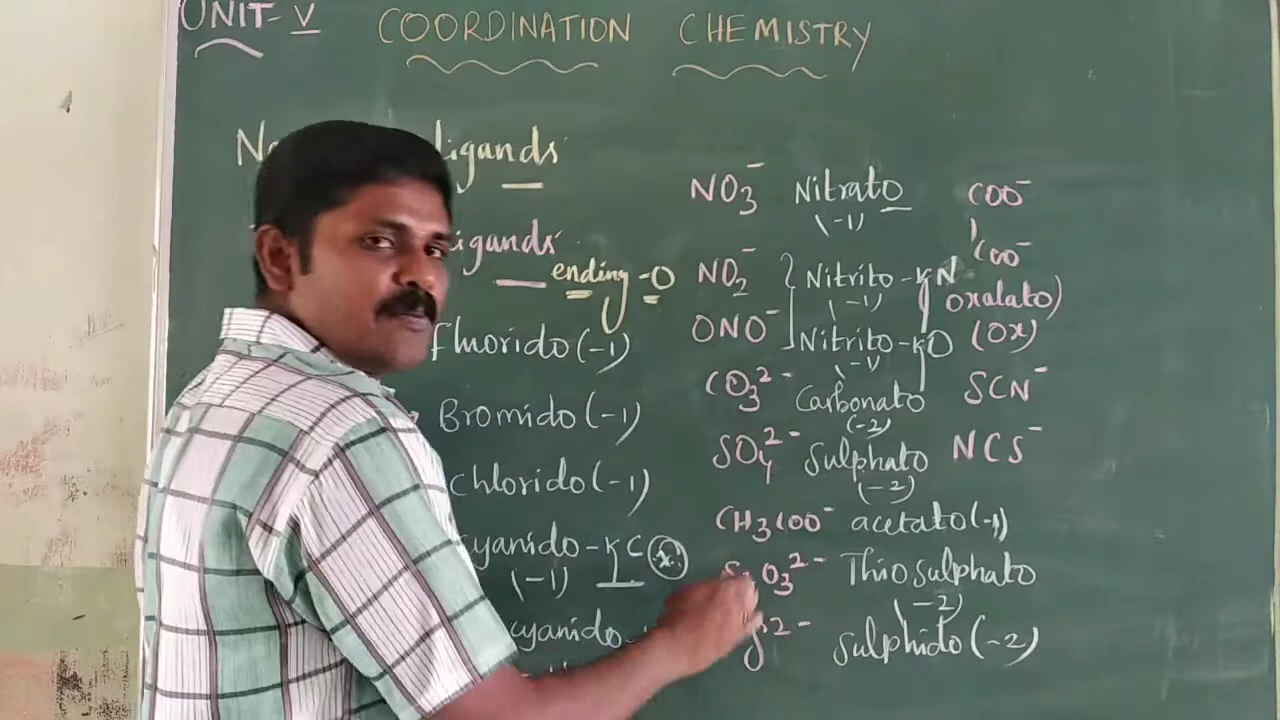 UNIT-V COORDINATION CHEMISTRY
ligands
ending -O
fluorido (-1)
Bromido (-1)
chlorido (-1)
cyanido-κC
(-1)
cyanido-
NO3⁻ Nitrato
(-1)
NO2⁻ Nitrito-κN
(-1)
ONO⁻ Nitrito-κO
(-1)
CO3²⁻ Carbonato
(-2)
SO4²⁻ Sulphato
(-2)
CH3COO⁻ acetato (-1)
O3²⁻ Thiosulphato
(-2)
2- sulphido (-2)
COO⁻
COO⁻
oxalato)
(Ox)
SCN⁻
NCS⁻